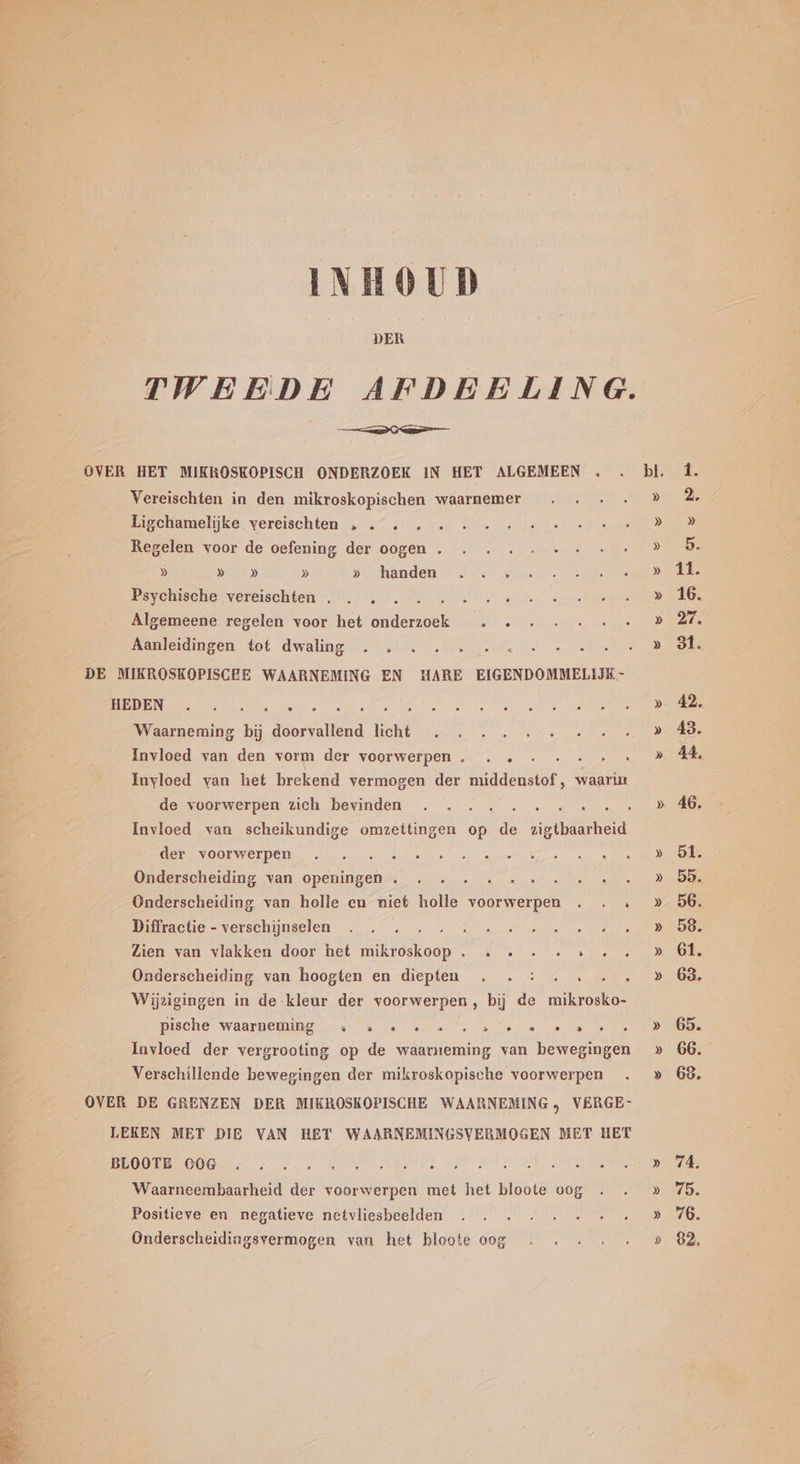 INHOUD
DER
TWEEDE AFDEELING.
OVER HET MIKROSKOPISCH ONDERZOEK IN HET ALGEMEEN . . bl. 1.
Vereischten in den mikroskopischen waarnemer . . . . » 2.
Ligchamelijke vereischten . . . . . . . . . . . . . » »
Regelen voor de oefening der oogen . . . . . . . . . » 5.
» » » » » handen . . . . . . . . . » 11.
Psychische vereischten . . . . . . . . . . . . . . » 16.
Algemeene regelen voor het onderzoek . . . . . . . » 27.
Aanleidingen tot dwaling . . . . . . . . . . . . . » 31.
DE MIKROSKOPISCHE WAARNEMING EN HARE EIGENDOMMELIJK-
HEDEN . . . . . . . . . . . . . . . . . . » 42.
Waarneming bij doorvallend licht . . . . . . . . . » 43.
Invloed van den vorm der voorwerpen . . . . . . . . » 44.
Invloed van het brekend vermogen der middenstof, waarin
de voorwerpen zich bevinden . . . . . . . . . . » 46.
Invloed van scheikundige omzettingen op de zigtbaarheid
der voorwerpen . . . . . . . . . . . . . . » 51.
Onderscheiding van openingen . . . . . . . . . . . » 55.
Onderscheiding van holle en niet holle voorwerpen . . . » 56.
Diffractie - verschijnselen . . . . . . . . . . . . . » 58.
Zien van vlakken door het mikroskoop . . . . . . . . » 61.
Onderscheiding van hoogten en diepten . . : . . . . » 63.
Wijzigingen in de kleur der voorwerpen, bij de mikrosko-
pische waarneming . . . . . . . . . . . . . » 65.
Invloed der vergrooting op de waarneming van bewegingen » 66.
Verschillende bewegingen der mikroskopische voorwerpen . » 68.
OVER DE GRENZEN DER MIKROSKOPISCHE WAARNEMING, VERGE-
LEKEN MET DIE VAN HET WAARNEMINGSVERMOGEN MET HET
BLOOTE OOG . . . . . . . . . . . . . . . . » 74.
Waarneembaarheid der voorwerpen met het bloote oog . . » 75.
Positieve en negatieve netvliesbeelden . . . . . . . . » 76.
Onderscheidingsvermogen van het bloote oog . . . . . » 82.